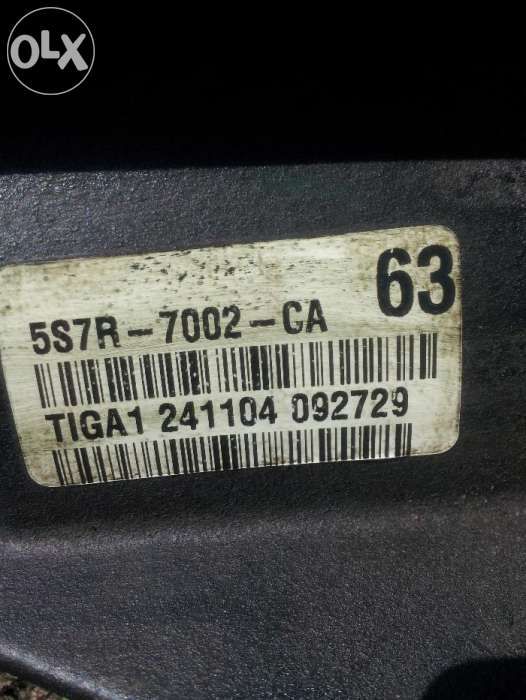 OLX
63
5S7R-7002-CA
TIGA1 241104 092729